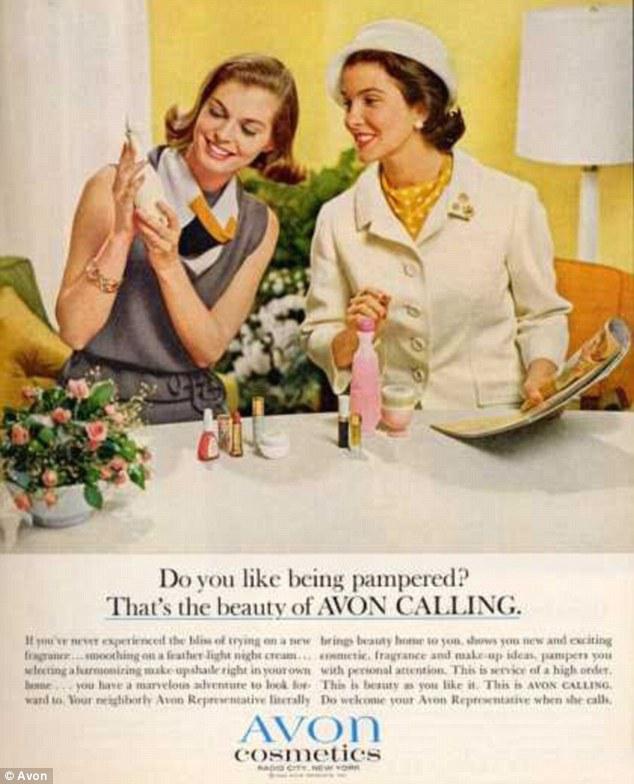 Do you like being pampered?
That's the beauty of AVON CALLING.
If you've never experienced the bliss of trying on a new
fragrance...smoothing on a feather-light night cream...
selecting a harmonizing make-up shade right in your own
home...you have a marvelous adventure to look for-
ward to. Your neighborly Avon Representative literally
brings beauty home to you, shows you new and exciting
cosmetic, fragrance and make-up ideas, pampers you
with personal attention. This is service of a high order.
This is beauty as you like it. This is AVON CALLING.
Do welcome your Avon Representative when she calls.
AVON
cosmetics
RADIO CITY, NEW YORK
© Avon